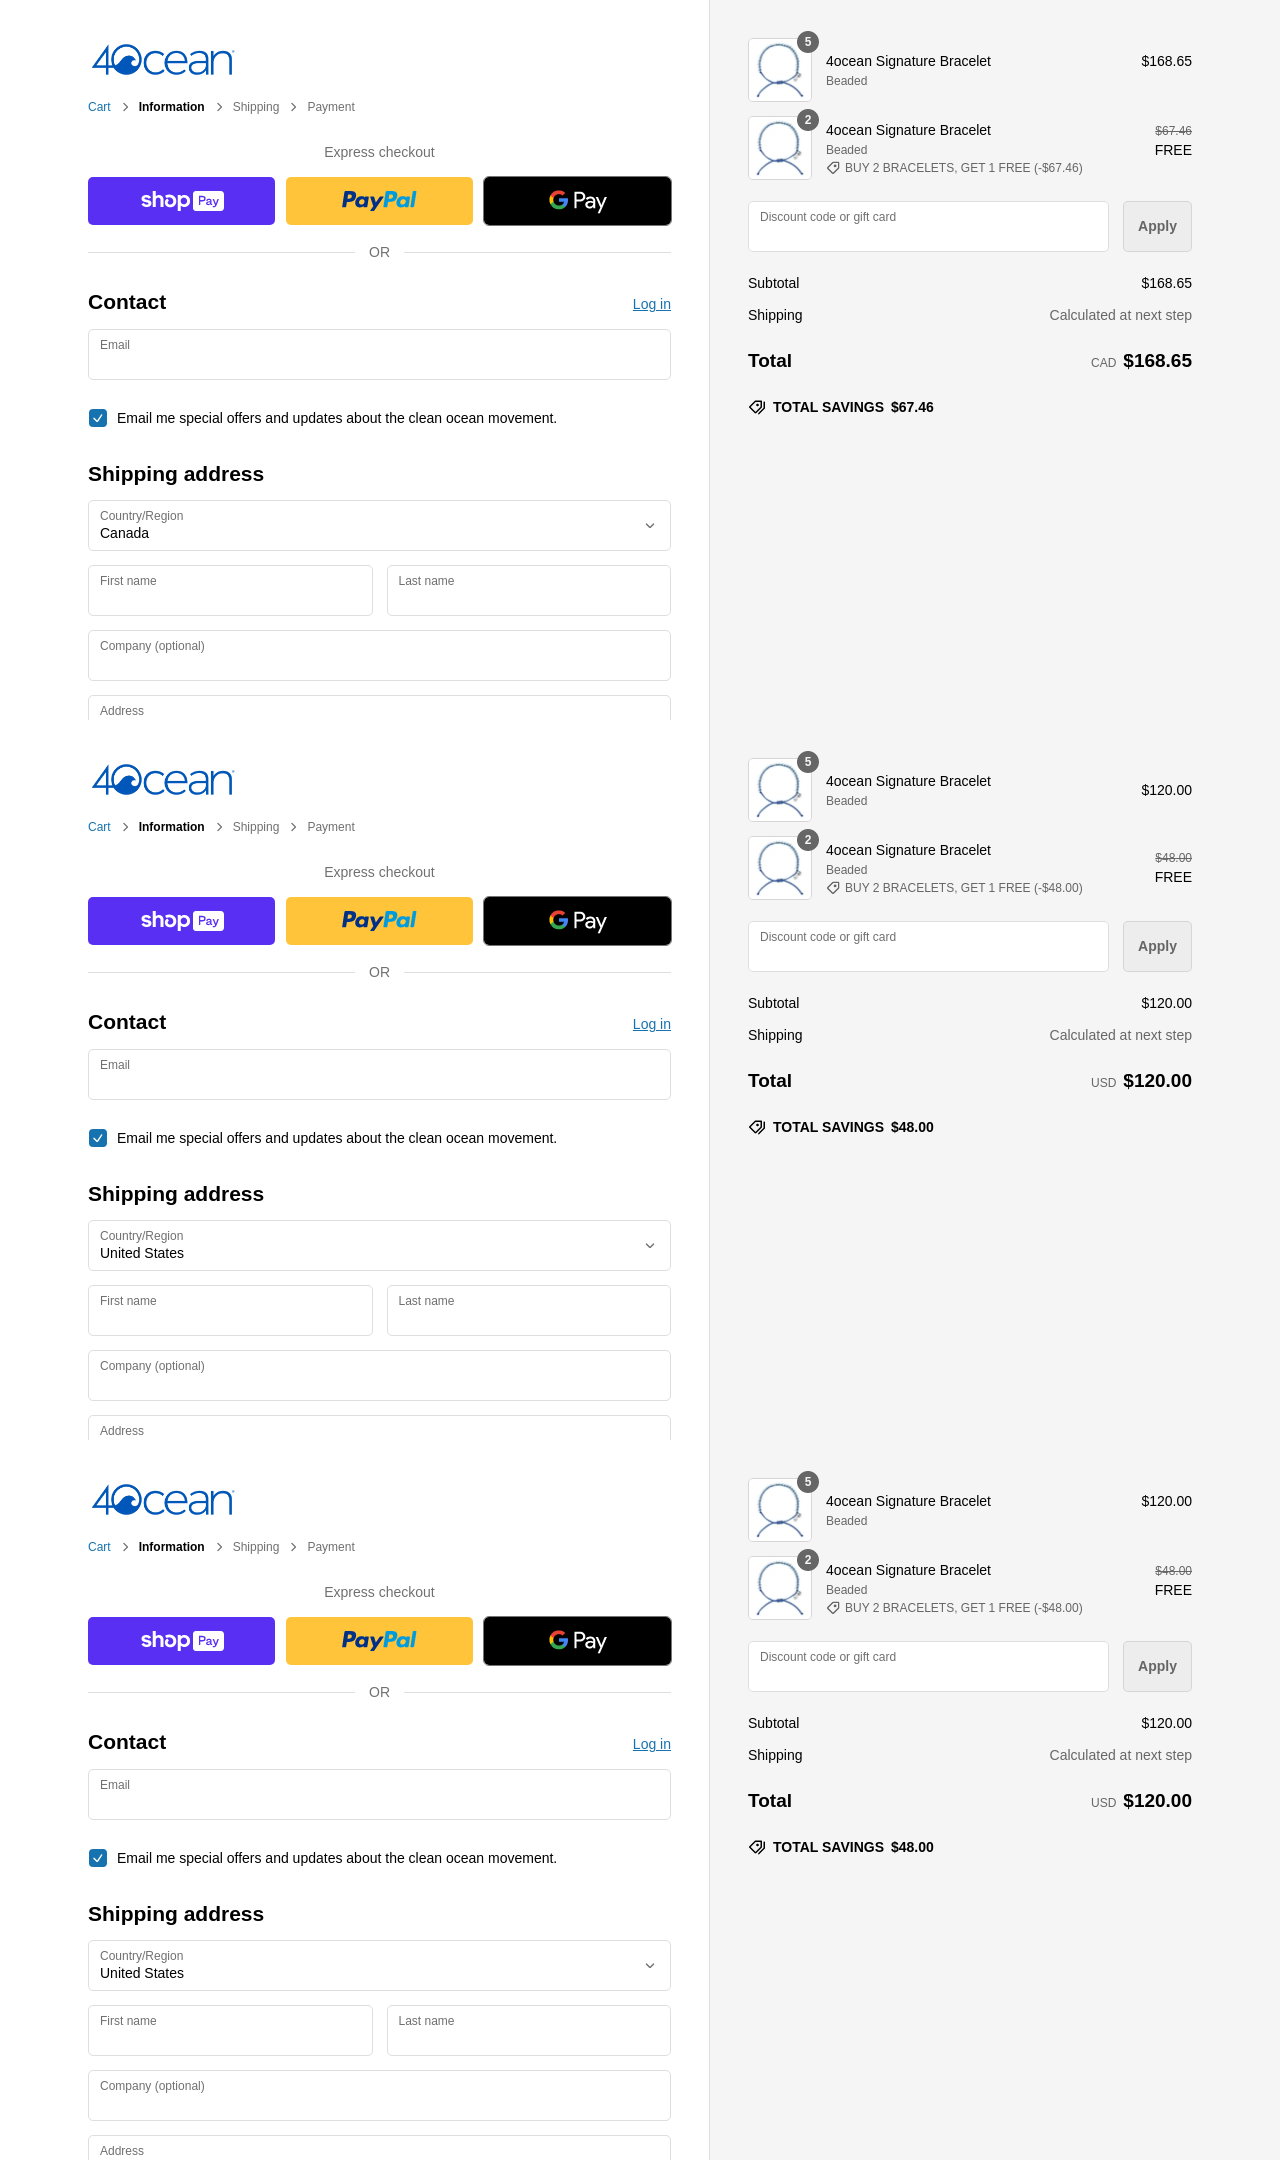 4Ocean
Cart > Information > Shipping > Payment
Express checkout
shop Pay
PayPal
G Pay
OR
Contact
Log in
Email
Email me special offers and updates about the clean ocean movement.
Shipping address
Country/Region
Canada
First name
Last name
Company (optional)
Address
5
4ocean Signature Bracelet
$168.65
Beaded
2
4ocean Signature Bracelet
$67.46
Beaded
FREE
BUY 2 BRACELETS, GET 1 FREE (-$67.46)
Discount code or gift card
Apply
Subtotal
$168.65
Shipping
Calculated at next step
Total
CAD $168.65
TOTAL SAVINGS $67.46
4Ocean
Cart > Information > Shipping > Payment
Express checkout
shop Pay
PayPal
G Pay
OR
Contact
Log in
Email
Email me special offers and updates about the clean ocean movement.
Shipping address
Country/Region
United States
First name
Last name
Company (optional)
Address
5
4ocean Signature Bracelet
$120.00
Beaded
2
4ocean Signature Bracelet
$48.00
Beaded
FREE
BUY 2 BRACELETS, GET 1 FREE (-$48.00)
Discount code or gift card
Apply
Subtotal
$120.00
Shipping
Calculated at next step
Total
USD $120.00
TOTAL SAVINGS $48.00
4Ocean
Cart > Information > Shipping > Payment
Express checkout
shop Pay
PayPal
G Pay
OR
Contact
Log in
Email
Email me special offers and updates about the clean ocean movement.
Shipping address
Country/Region
United States
First name
Last name
Company (optional)
Address
5
4ocean Signature Bracelet
$120.00
Beaded
2
4ocean Signature Bracelet
$48.00
Beaded
FREE
BUY 2 BRACELETS, GET 1 FREE (-$48.00)
Discount code or gift card
Apply
Subtotal
$120.00
Shipping
Calculated at next step
Total
USD $120.00
TOTAL SAVINGS $48.00